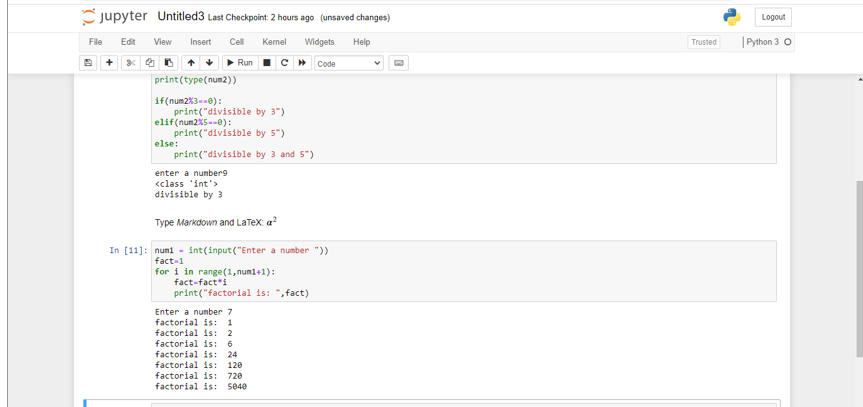 jupyter Untitled3 Last Checkpoint: 2 hours ago (unsaved changes)
Logout
File Edit View Insert Cell Kernel Widgets Help
Trusted
Python 3
Run
Code
print(type(num2))
if(num2%3==0):
print("divisible by 3")
elif(num2%5==0):
print("divisible by 5")
else:
print("divisible by 3 and 5")
enter a number9
<class 'int'>
divisible by 3
Type Markdown and LaTeX: α²
In [11]: num1 = int(input("Enter a number "))
fact=1
for i in range(1,num1+1):
fact=fact*i
print("factorial is: ",fact)
Enter a number 7
factorial is:  1
factorial is:  2
factorial is:  6
factorial is:  24
factorial is:  120
factorial is:  720
factorial is:  5040